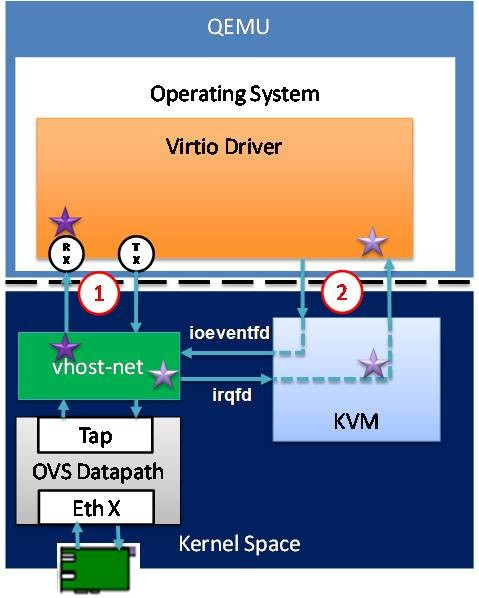 QEMU
Operating System
Virtio Driver
R
X
T
X
1
2
ioeventfd
vhost-net
irqfd
KVM
Tap
OVS Datapath
Eth X
Kernel Space